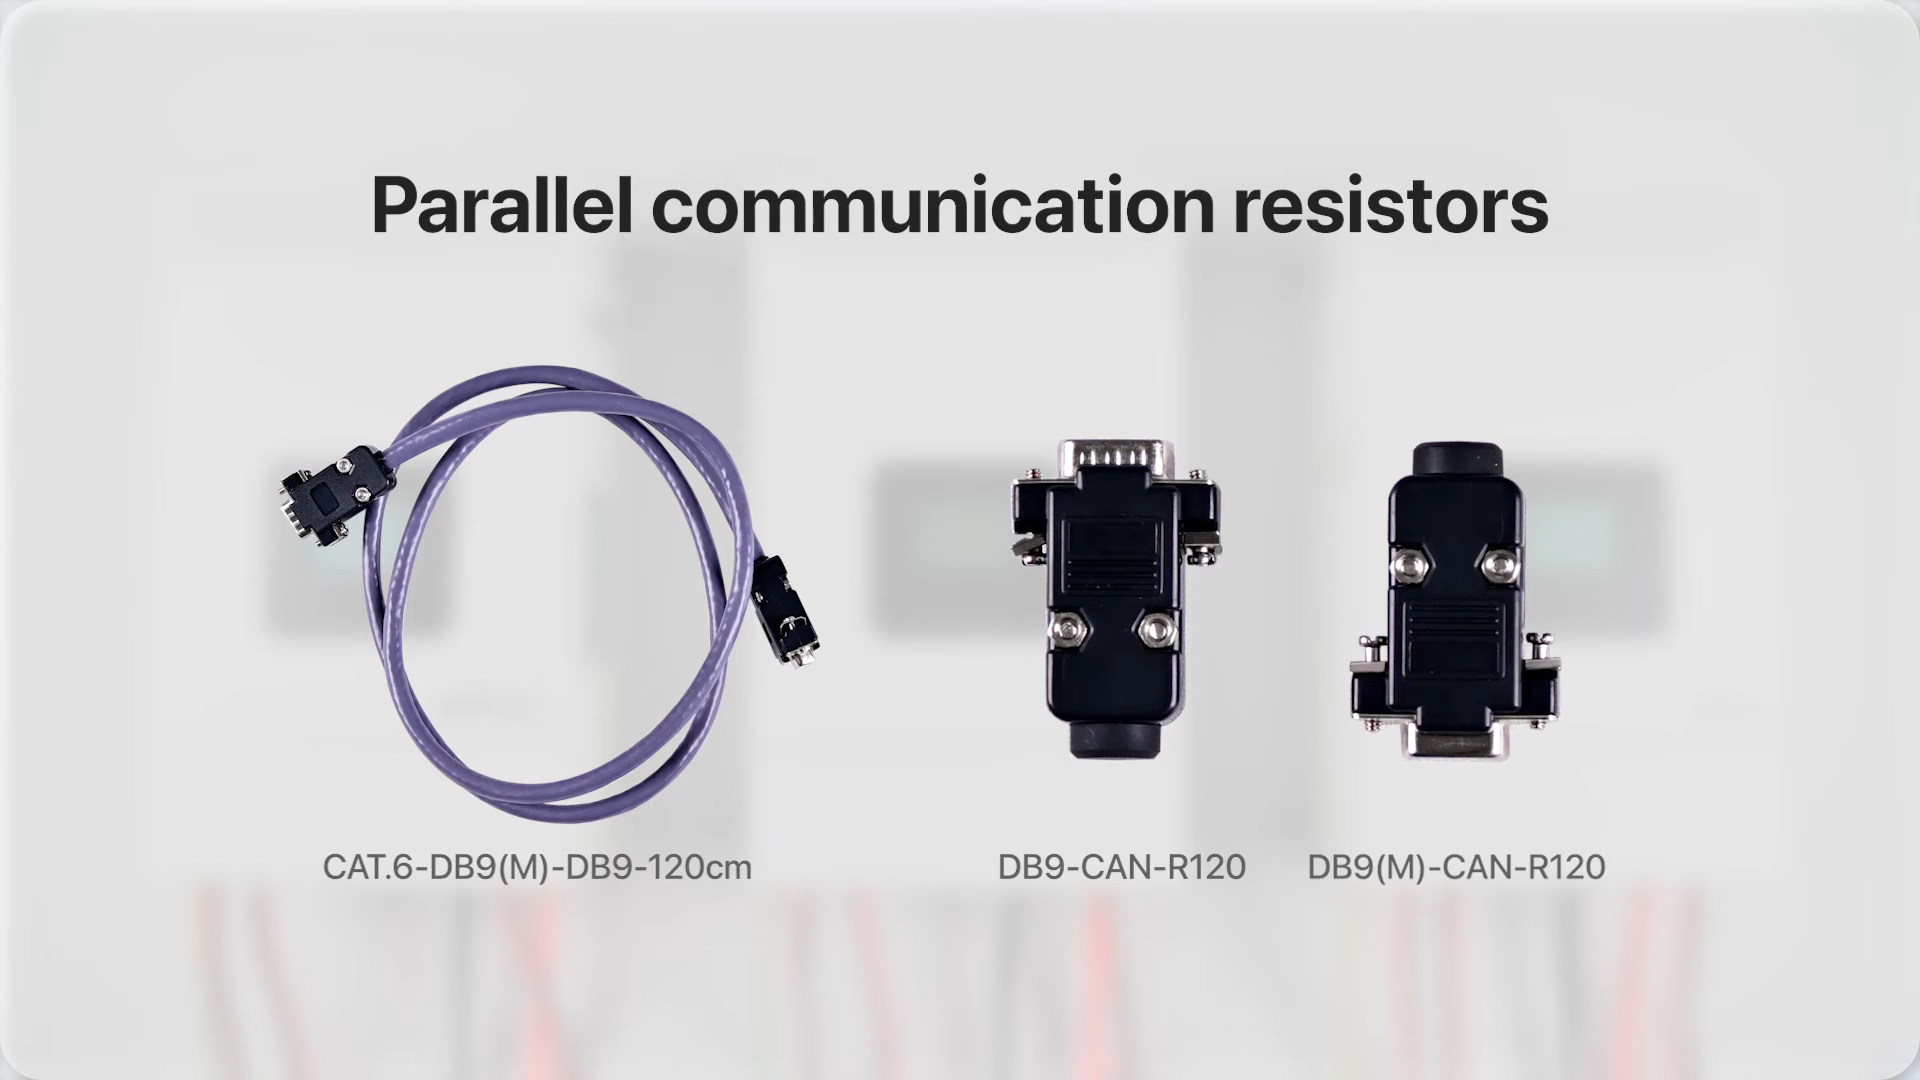 Parallel communication resistors
CAT.6-DB9(M)-DB9-120cm
DB9-CAN-R120
DB9(M)-CAN-R120